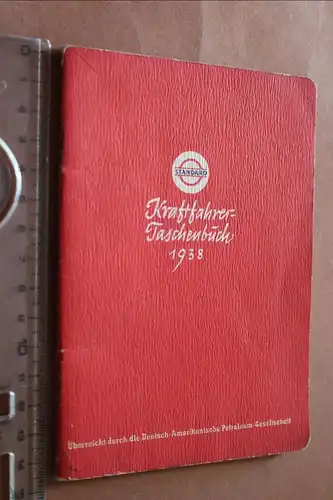 STANDARD
Kraftfahrer-
Taschenbuch
1938
Überreicht durch die Deutsch-Amerikanische Petroleum-Gesellschaft